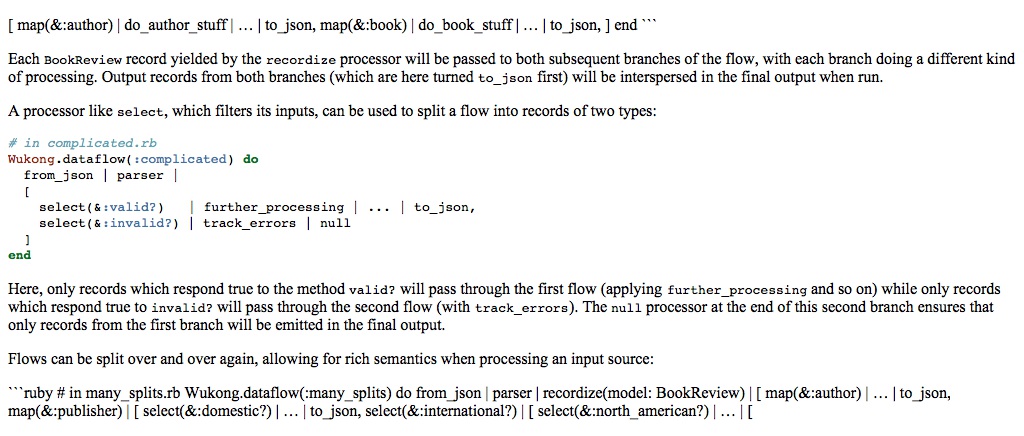 [ map(&:author) | do_author_stuff | … | to_json, map(&:book) | do_book_stuff | … | to_json, ] end ```
Each BookReview record yielded by the recordize processor will be passed to both subsequent branches of the flow, with each branch doing a different kind
of processing. Output records from both branches (which are here turned to_json first) will be interspersed in the final output when run.
A processor like select, which filters its inputs, can be used to split a flow into records of two types:
# in complicated.rb
Wukong.dataflow(:complicated) do
  from_json | parser |
  [
    select(&:valid?)   | further_processing | ... | to_json,
    select(&:invalid?) | track_errors | null
  ]
end
Here, only records which respond true to the method valid? will pass through the first flow (applying further_processing and so on) while only records
which respond true to invalid? will pass through the second flow (with track_errors). The null processor at the end of this second branch ensures that
only records from the first branch will be emitted in the final output.
Flows can be split over and over again, allowing for rich semantics when processing an input source:
```ruby # in many_splits.rb Wukong.dataflow(:many_splits) do from_json | parser | recordize(model: BookReview) | [ map(&:author) | … | to_json,
map(&:publisher) | [ select(&:domestic?) | … | to_json, select(&:international?) | [ select(&:north_american?) | … | [